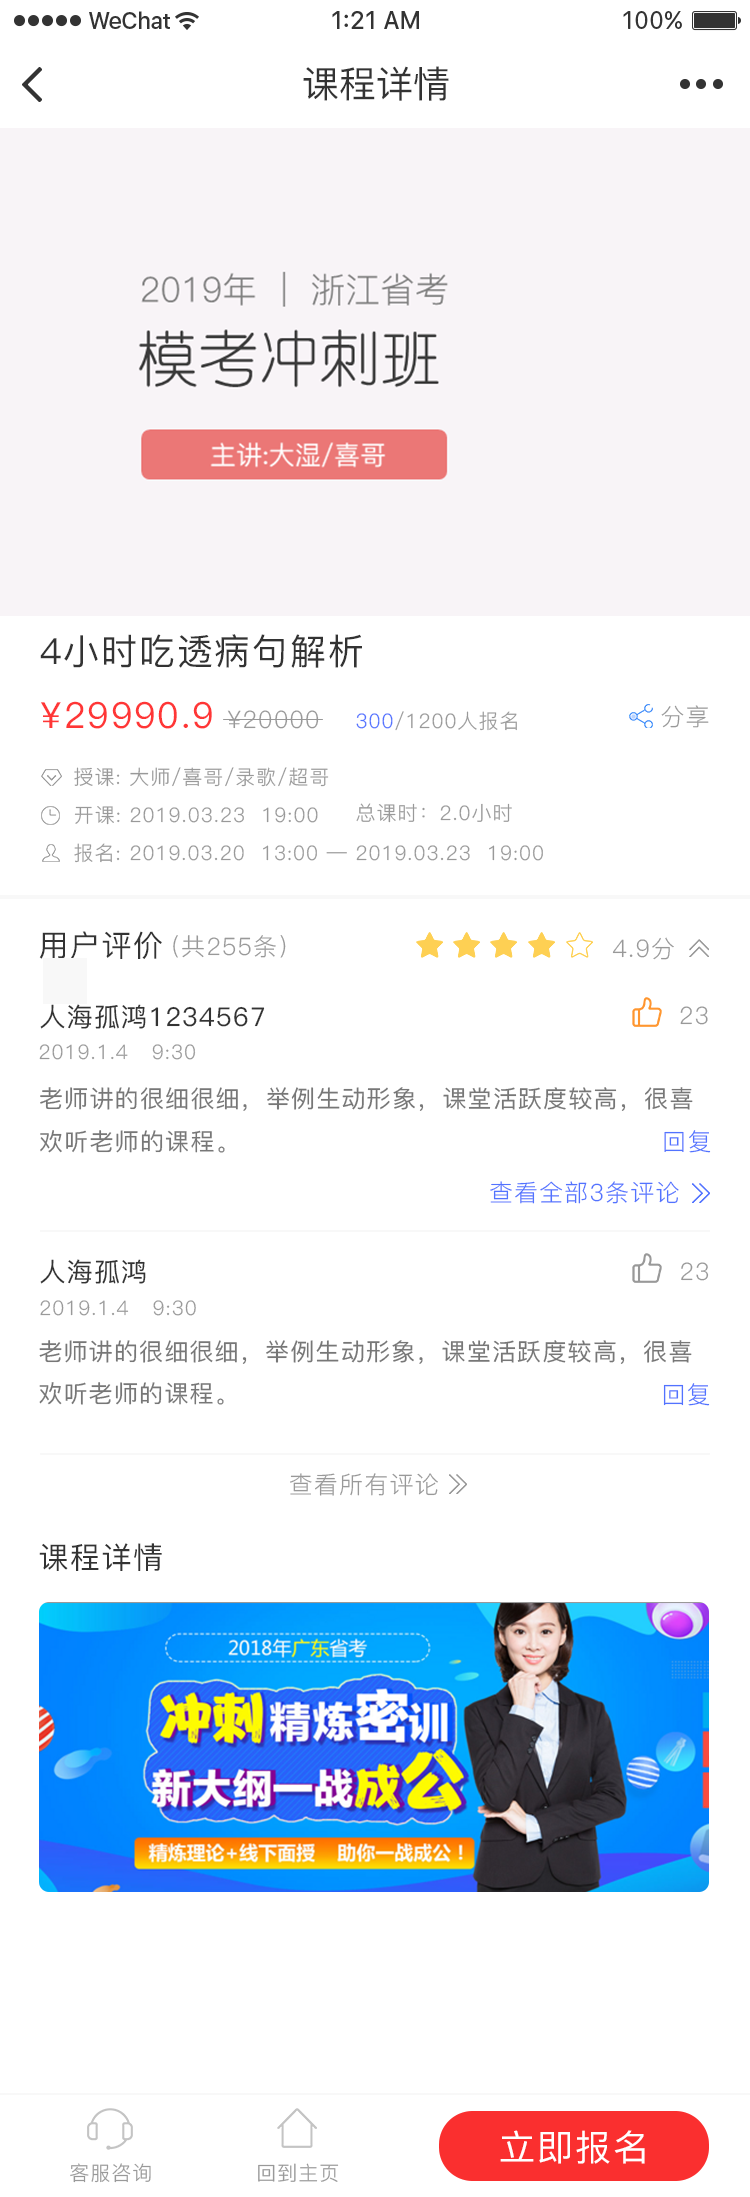 WeChat 1:21 AM 100%
课程详情
2019年 | 浙江省考
模考冲刺班
主讲:大湿/喜哥
4小时吃透病句解析
¥29990.9 ¥20000 300/1200人报名 分享
授课: 大师/喜哥/录歌/超哥
开课: 2019.03.23 19:00 总课时: 2.0小时
报名: 2019.03.20 13:00 — 2019.03.23 19:00
用户评价 (共255条) 4.9分
人海孤鸿1234567 23
2019.1.4 9:30
老师讲的很细很细，举例生动形象，课堂活跃度较高，很喜
欢听老师的课程。 回复
查看全部3条评论
人海孤鸿 23
2019.1.4 9:30
老师讲的很细很细，举例生动形象，课堂活跃度较高，很喜
欢听老师的课程。 回复
查看所有评论
课程详情
2018年广东省考
冲刺精炼密训
新大纲一战成公
精炼理论+线下面授 助你一战成公！
客服咨询 回到主页 立即报名